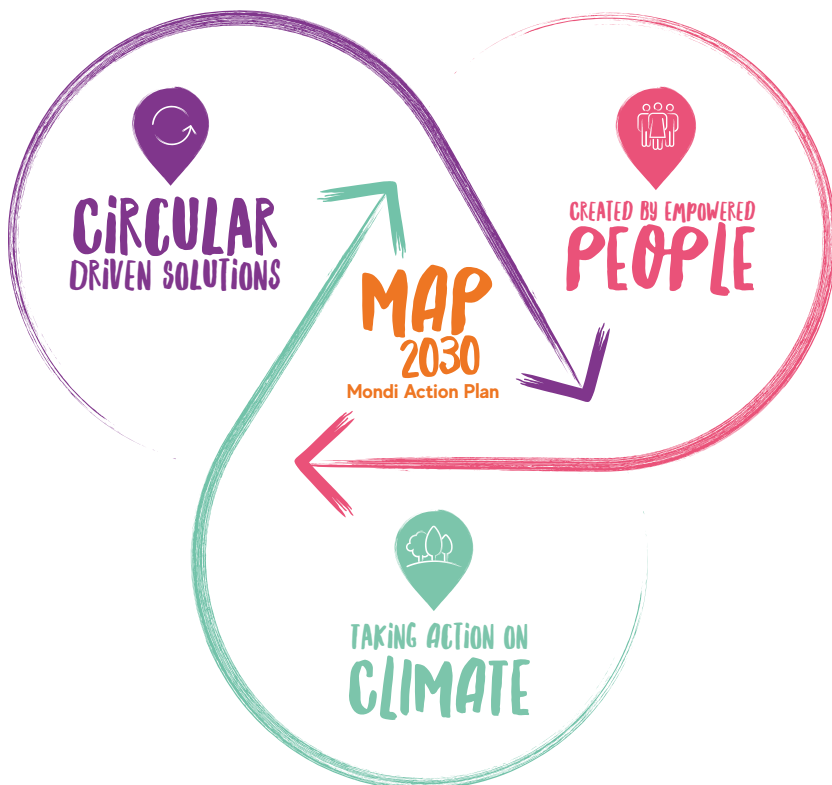 CIRCULAR
DRIVEN SOLUTIONS
CREATED BY EMPOWERED
PEOPLE
MAP
2030
Mondi Action Plan
TAKING ACTION ON
CLIMATE